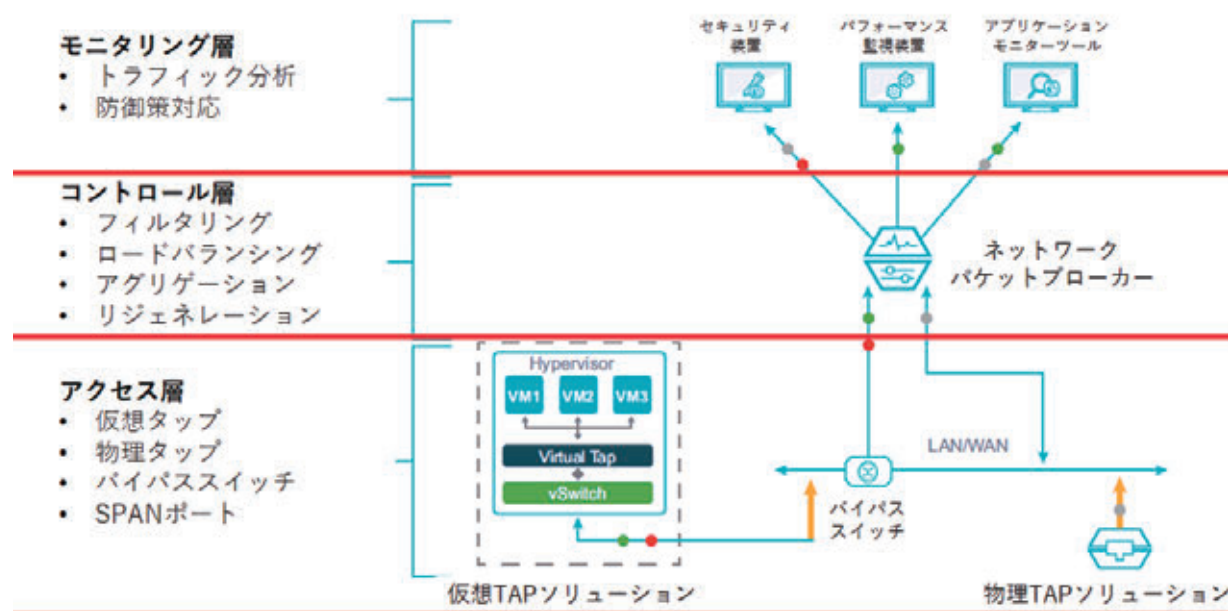 モニタリング層
• トラフィック分析
• 防御策対応
セキュリティ
装置
パフォーマンス
監視装置
アプリケーション
モニターツール
コントロール層
• フィルタリング
• ロードバランシング
• アグリゲーション
• リジェネレーション
ネットワーク
パケットブローカー
アクセス層
• 仮想タップ
• 物理タップ
• バイパススイッチ
• SPANポート
Hypervisor
VM1
VM2
VM3
Virtual Tap
vSwitch
仮想TAPソリューション
LAN/WAN
バイパス
スイッチ
物理TAPソリューション